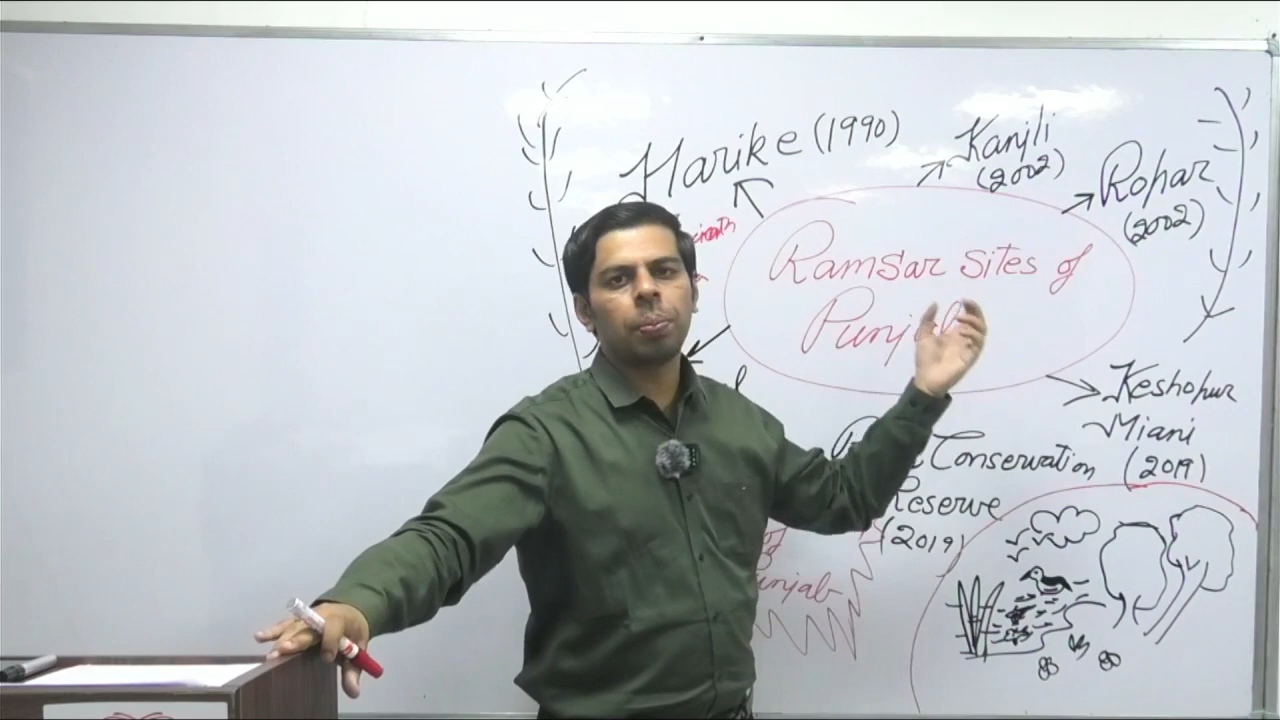 Harike (1990)
Kanjli
(2002)
Ropar
(2002)
Ramsar sites of
Keshopur
Miani
(2019)
Conservation
Reserve
(2019)